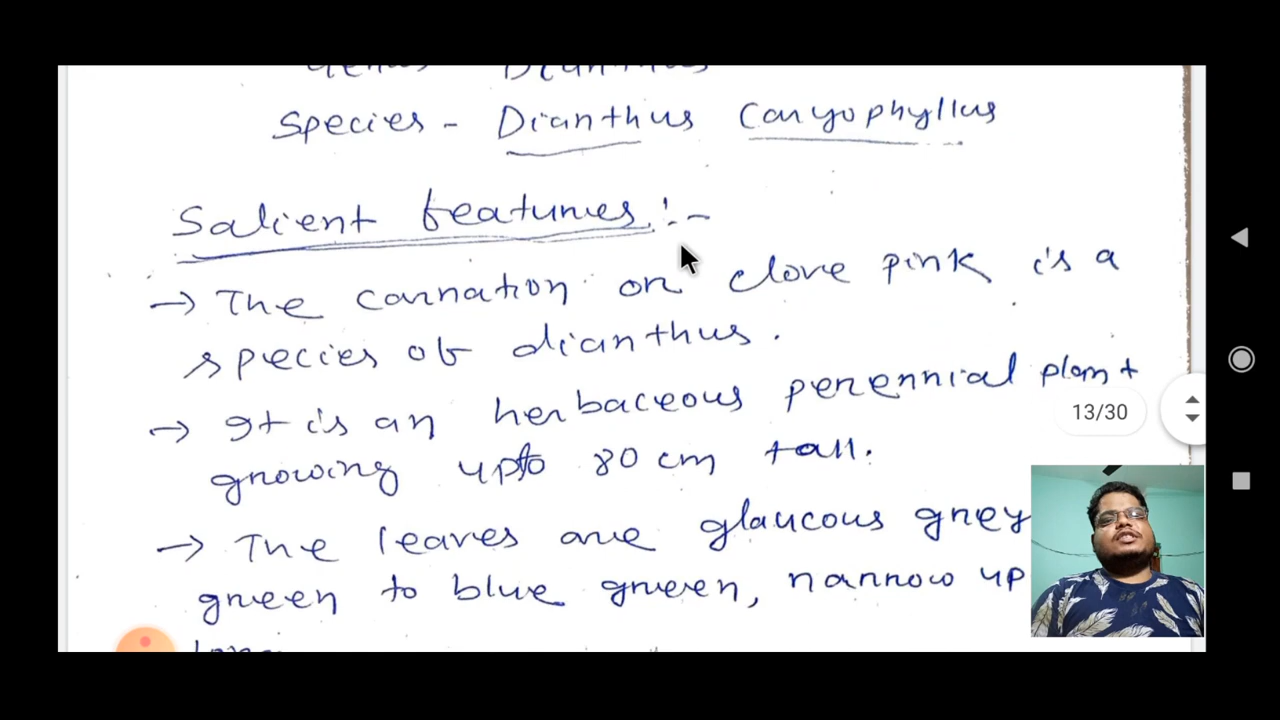 Species - Dianthus Caryophyllus
Salient features :-
→ The carnation or clove pink is a
species of dianthus.
→ It is an herbaceous perennial plant
growing upto 80 cm tall.
13/30
→ The leaves are glaucous grey
green to blue green, narrow up